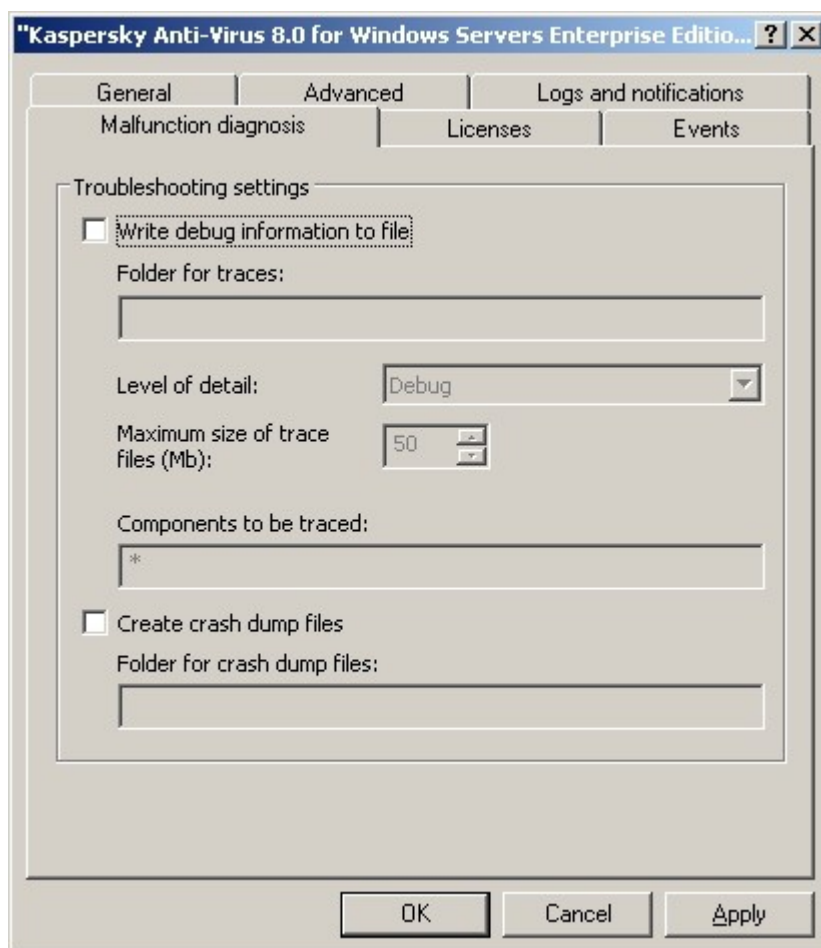 "Kaspersky Anti-Virus 8.0 for Windows Servers Enterprise Editio...
General Advanced Logs and notifications
Malfunction diagnosis Licenses Events
Troubleshooting settings
Write debug information to file
Folder for traces:
Level of detail: Debug
Maximum size of trace
files (Mb): 50
Components to be traced:
*
Create crash dump files
Folder for crash dump files:
OK Cancel Apply